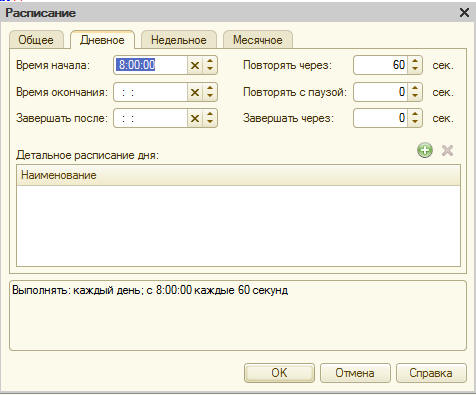 Расписание
Общее Дневное Недельное Месячное
Время начала: 8:00:00 Повторять через: 60 сек.
Время окончания: : : Повторять с паузой: 0 сек.
Завершать после: : : Завершать через: 0 сек.
Детальное расписание дня:
Наименование
Выполнять: каждый день; с 8:00:00 каждые 60 секунд
OK Отмена Справка